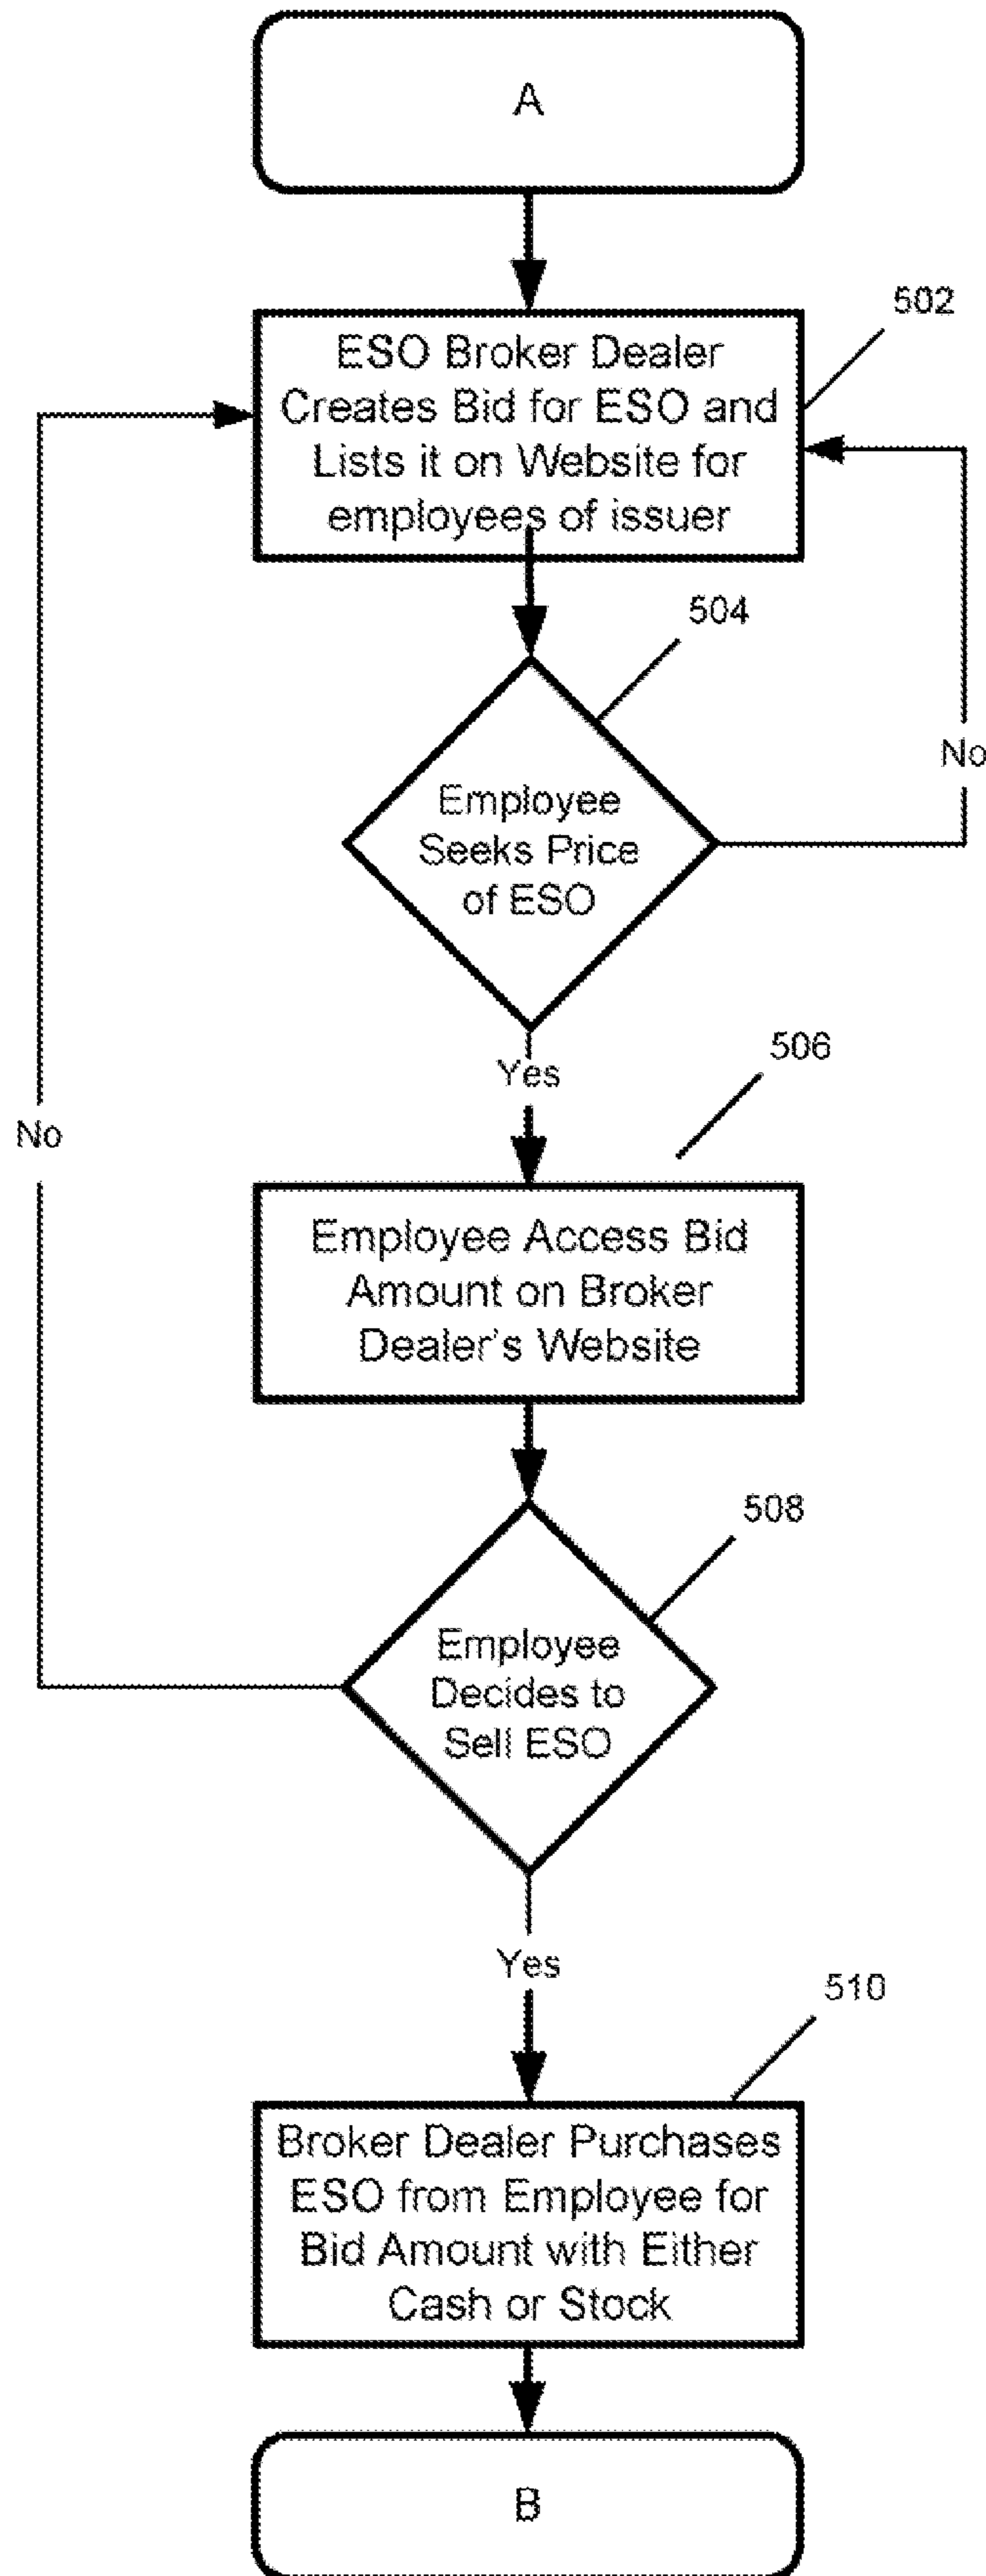 A
502
ESO Broker Dealer
Creates Bid for ESO and
Lists it on Website for
employees of issuer
504
No
Employee
Seeks Price
of ESO
Yes
506
No
Employee Access Bid
Amount on Broker
Dealer's Website
508
Employee
Decides to
Sell ESO
Yes
510
Broker Dealer Purchases
ESO from Employee for
Bid Amount with Either
Cash or Stock
B